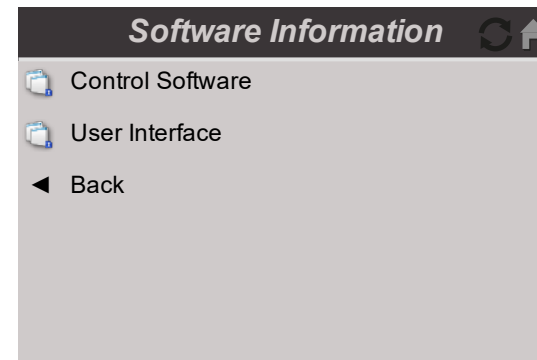 Software Information
Control Software
User Interface
Back